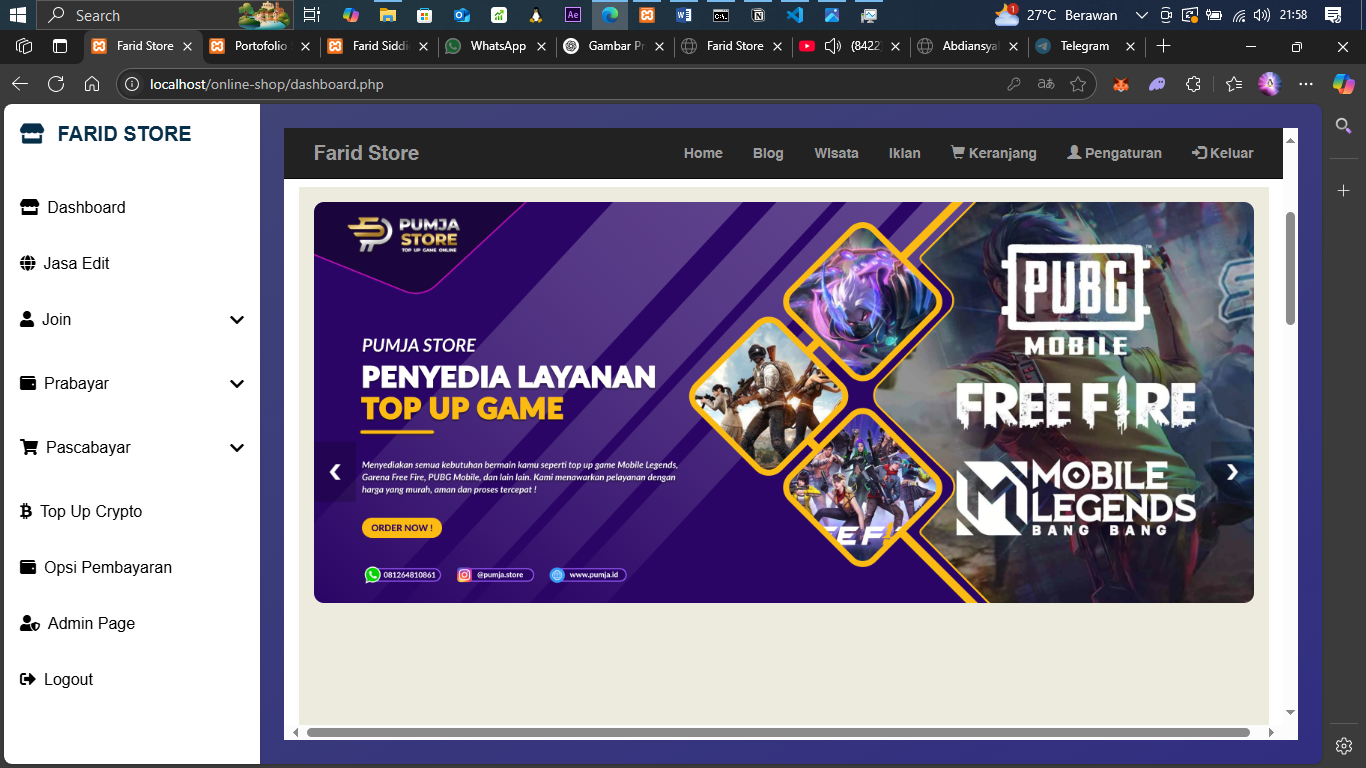 Search
1
27°C Berawan
21:58
Farid Store
Portofolio
Farid Siddi
WhatsApp
Gambar Pr
Farid Store
(8422)
Abdiansya
Telegram
localhost/online-shop/dashboard.php
FARID STORE
Dashboard
Jasa Edit
Join
Prabayar
Pascabayar
Top Up Crypto
Opsi Pembayaran
Admin Page
Logout
Farid Store
Home
Blog
Wisata
Iklan
Keranjang
Pengaturan
Keluar
PUMJA
STORE
TOP UP GAME ONLINE
PUMJA STORE
PENYEDIA LAYANAN
TOP UP GAME
Menyediakan semua kebutuhan bermain kamu seperti top up game Mobile Legends,
Garena Free Fire, PUBG Mobile, dan lain lain. Kami menawarkan pelayanan dengan
harga yang murah, aman dan proses tercepat !
ORDER NOW !
081264810861
@pumja.store
www.pumja.id
PUBG
MOBILE
FREE FIRE
MOBILE
LEGENDS
BANG BANG